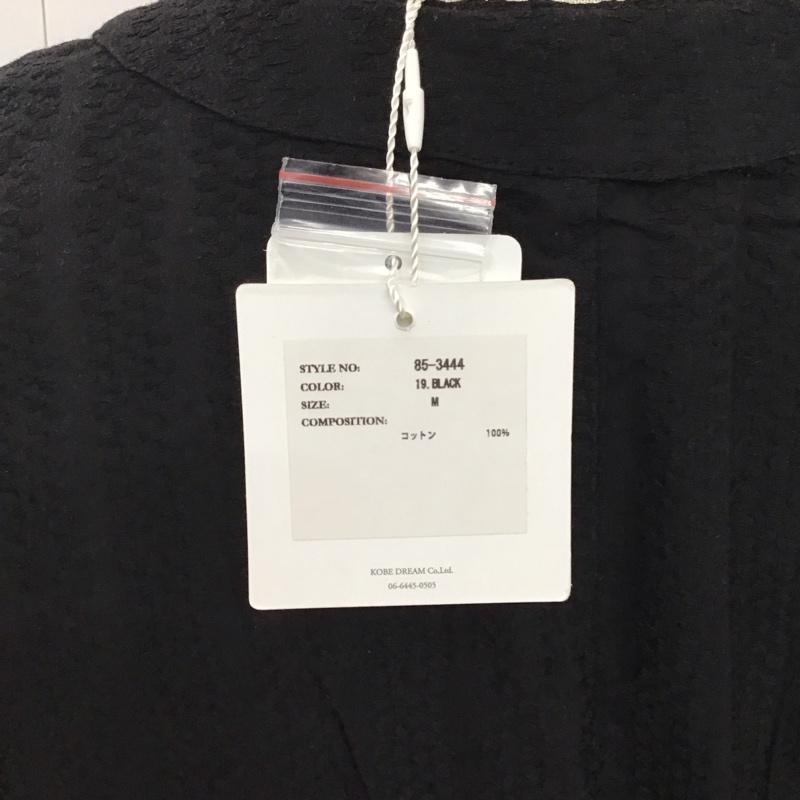 STYLE NO: 85-3444
COLOR: 19.BLACK
SIZE: M
COMPOSITION:
コットン 100%
KOBE DREAM Co.,Ltd.
06-6445-0505